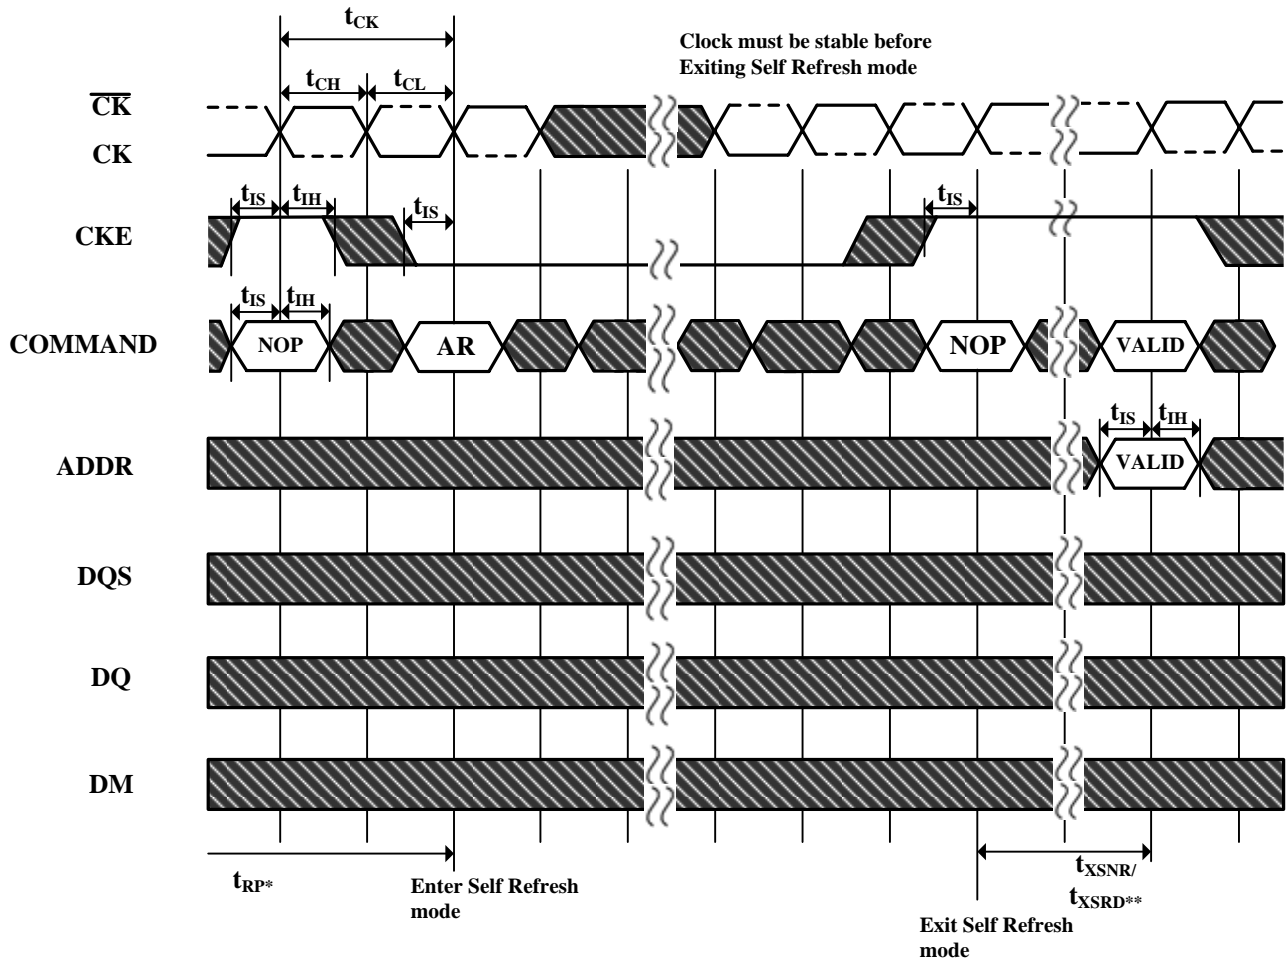 tCK
Clock must be stable before
Exiting Self Refresh mode
tCH
tCL
CK
CK
tIS
tIH
tIS
tIS
CKE
tIS
tIH
COMMAND
NOP
AR
NOP
VALID
tIS
tIH
ADDR
VALID
DQS
DQ
DM
tRP*
Enter Self Refresh
mode
tXSNR/
tXSRD**
Exit Self Refresh
mode